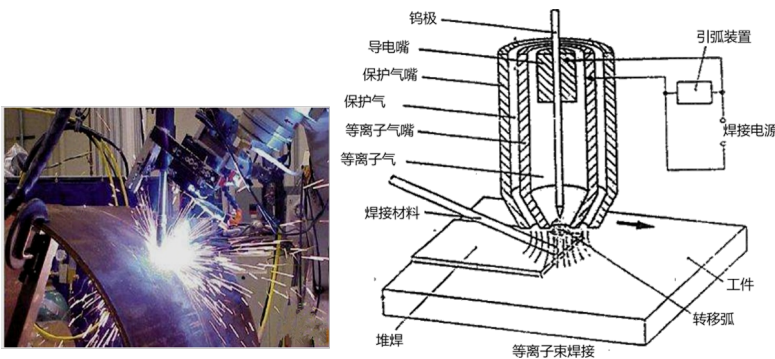 钨极
导电嘴
引弧装置
保护气嘴
保护气
焊接电源
等离子气嘴
等离子气
焊接材料
工件
转移弧
堆焊
等离子束焊接